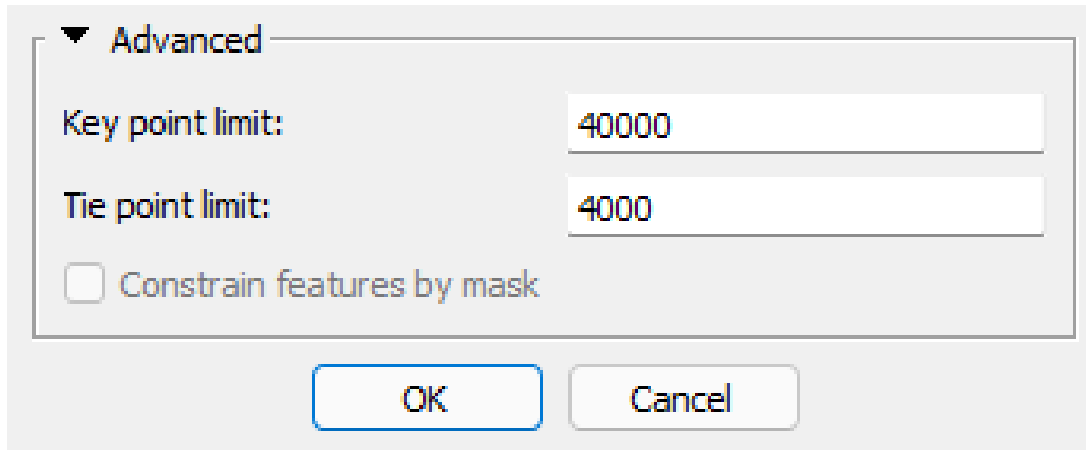 Advanced
Key point limit: 40000
Tie point limit: 4000
Constrain features by mask
OK Cancel